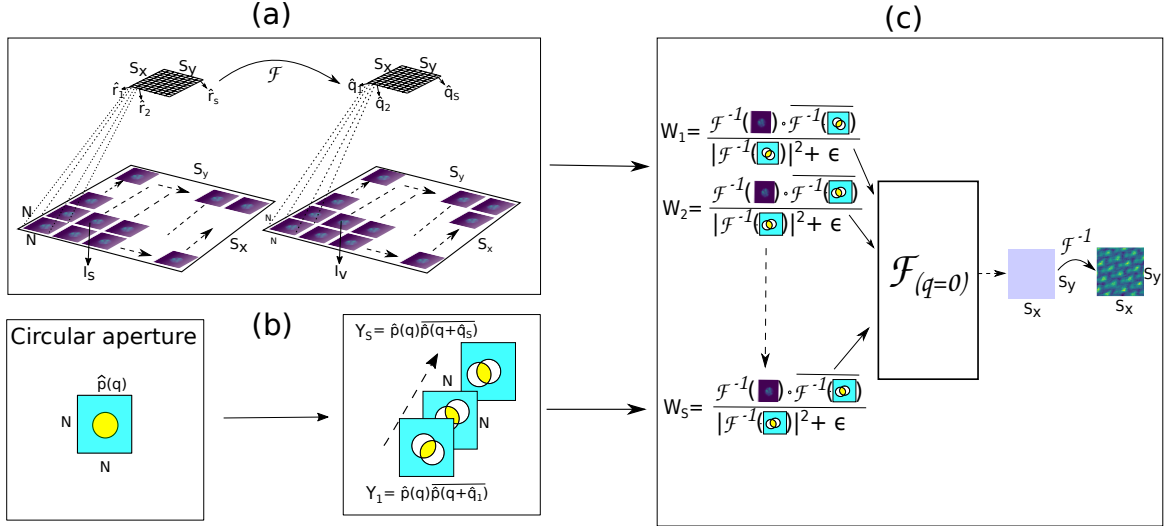 (a)
S_x S_y
r̂_1 r̂_2 r̂_s
ℱ
S_x S_y
q̂_1 q̂_2 q̂_s
S_y
N
N
S_x
I_S
S_y
N
N
S_x
I_V
(b)
Circular aperture
p̂(q)
N
N
Y_S= p̂(q)p̄(q+q̂_S)
N
N
Y_1= p̂(q)p̂(q+q̂_1)
(c)
W_1= ℱ^-1( )∘ℱ^-1( )
|ℱ^-1( )|^2+ ϵ
W_2= ℱ^-1( )∘ℱ^-1( )
|ℱ^-1( )|^2+ ϵ
W_S= ℱ^-1( )∘ℱ^-1( )
|ℱ^-1( )|^2+ ϵ
ℱ_(q=0)
S_y
S_x
ℱ^-1
S_y
S_x